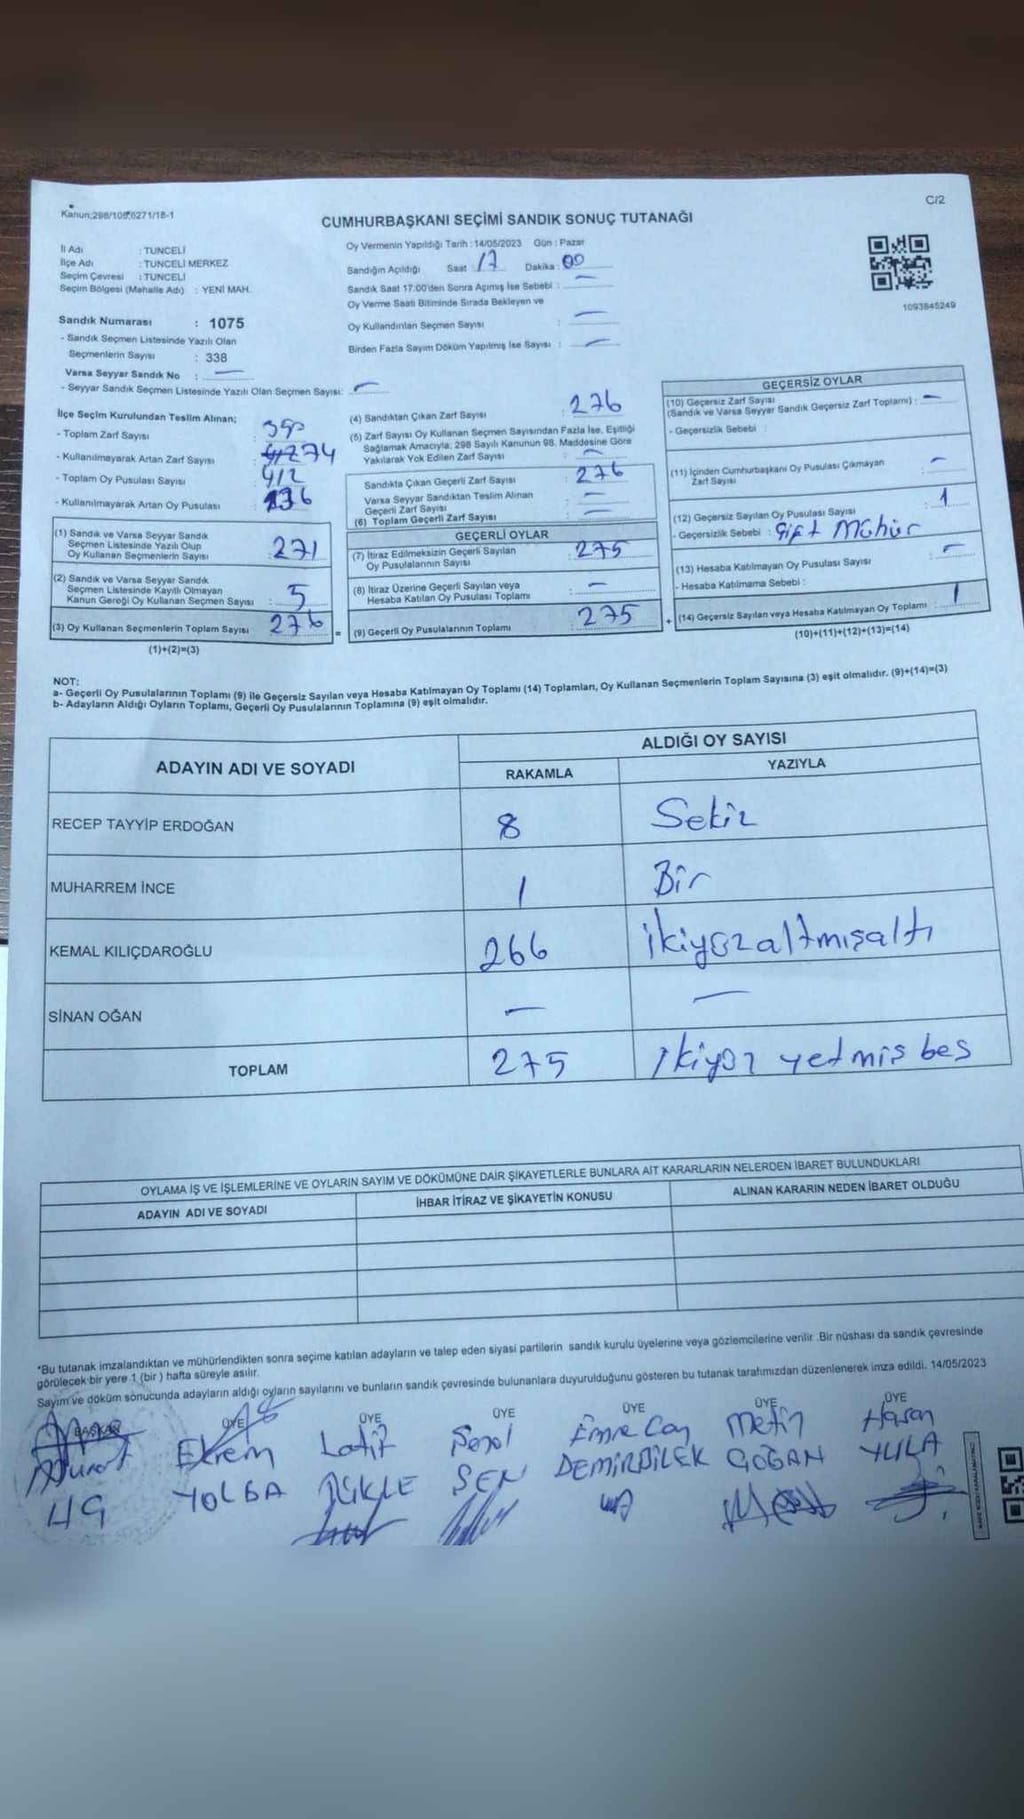 Kanun:298/105,6271/18-1
C/2
CUMHURBAŞKANI SEÇİMİ SANDIK SONUÇ TUTANAĞI
İl Adı : TUNCELİ
İlçe Adı : TUNCELİ MERKEZ
Seçim Çevresi : TUNCELİ
Seçim Bölgesi (Mahalle Adı) : YENİ MAH.
Oy Vermenin Yapıldığı Tarih : 14/05/2023 Gün : Pazar
Sandığın Açıldığı Saat 17 Dakika : 00
Sandık Saat 17:00'den Sonra Açımış İse Sebebi : —
Oy Verme Saati Bitiminde Sırada Bekleyen ve
Oy Kullandırılan Seçmen Sayısı : —
Birden Fazla Sayım Döküm Yapılmış İse Sayısı : —
1093845249
Sandık Numarası : 1075
- Sandık Seçmen Listesinde Yazılı Olan
Seçmenlerin Sayısı : 338
Varsa Seyyar Sandık No : —
- Seyyar Sandık Seçmen Listesinde Yazılı Olan Seçmen Sayısı: —
İlçe Seçim Kurulundan Teslim Alınan;
- Toplam Zarf Sayısı
- Kullanılmayarak Artan Zarf Sayısı 274
- Toplam Oy Pusulası Sayısı 412
- Kullanılmayarak Artan Oy Pusulası 136
(1) Sandık ve Varsa Seyyar Sandık
Seçmen Listesinde Yazılı Olup
Oy Kullanan Seçmenlerin Sayısı : 271
(2) Sandık ve Varsa Seyyar Sandık
Seçmen Listesinde Kayıtlı Olmayan
Kanun Gereği Oy Kullanan Seçmen Sayısı : 5
(3) Oy Kullanan Seçmenlerin Toplam Sayısı 276 =
(1)+(2)=(3)
(4) Sandıktan Çıkan Zarf Sayısı : 276
(5) Zarf Sayısı Oy Kullanan Seçmen Sayısından Fazla İse, Eşitliği
Sağlamak Amacıyla, 298 Sayılı Kanunun 98. Maddesine Göre
Yakılarak Yok Edilen Zarf Sayısı : —
Sandıkta Çıkan Geçerli Zarf Sayısı : 276
Varsa Seyyar Sandıktan Teslim Alınan
Geçerli Zarf Sayısı : —
(6) Toplam Geçerli Zarf Sayısı : —
GEÇERLİ OYLAR
(7) İtiraz Edilmeksizin Geçerli Sayılan
Oy Pusulalarının Sayısı : 275
(8) İtiraz Üzerine Geçerli Sayılan veya
Hesaba Katılan Oy Pusulası Toplamı : —
(9) Geçerli Oy Pusulalarının Toplamı : 275 +
GEÇERSİZ OYLAR
(10) Geçersiz Zarf Sayısı
(Sandık ve Varsa Seyyar Sandık Geçersiz Zarf Toplamı) : —
- Geçersizlik Sebebi :
(11) İçinden Cumhurbaşkanı Oy Pusulası Çıkmayan
Zarf Sayısı : —
(12) Geçersiz Sayılan Oy Pusulası Sayısı : 1
- Geçersizlik Sebebi : Çift Mühür
(13) Hesaba Katılmayan Oy Pusulası Sayısı : —
- Hesaba Katılmama Sebebi :
(14) Geçersiz Sayılan veya Hesaba Katılmayan Oy Toplamı : 1
(10)+(11)+(12)+(13)=(14)
NOT:
a- Geçerli Oy Pusulalarının Toplamı (9) ile Geçersiz Sayılan veya Hesaba Katılmayan Oy Toplamı (14) Toplamları, Oy Kullanan Seçmenlerin Toplam Sayısına (3) eşit olmalıdır. (9)+(14)=(3)
b- Adayların Aldığı Oyların Toplamı, Geçerli Oy Pusulalarının Toplamına (9) eşit olmalıdır.
ADAYIN ADI VE SOYADI
ALDIĞI OY SAYISI
RAKAMLA YAZIYLA
RECEP TAYYİP ERDOĞAN 8 Sekiz
MUHARREM İNCE 1 Bir
KEMAL KILIÇDAROĞLU 266 ikiyüzaltmışaltı
SİNAN OĞAN — —
TOPLAM 275 ikiyüz yetmis bes
OYLAMA İŞ VE İŞLEMLERİNE VE OYLARIN SAYIM VE DÖKÜMÜNE DAİR ŞİKAYETLERLE BUNLARA AİT KARARLARIN NELERDEN İBARET BULUNDUKLARI
ADAYIN ADI VE SOYADI İHBAR İTİRAZ VE ŞİKAYETİN KONUSU ALINAN KARARIN NEDEN İBARET OLDUĞU
*Bu tutanak imzalandıktan ve mühürlendikten sonra seçime katılan adayların ve talep eden siyasi partilerin sandık kurulu üyelerine veya gözlemcilerine verilir .Bir nüshası da sandık çevresinde
görülecek bir yere 1 (bir ) hafta süreyle asılır.
Sayım ve döküm sonucunda adayların aldığı oyların sayılarını ve bunların sandık çevresinde bulunanlara duyurulduğunu gösteren bu tutanak tarafımızdan düzenlenerek imza edildi. 14/05/2023
BAŞKAN ÜYE ÜYE ÜYE ÜYE ÜYE ÜYE
Murat Ekrem Latif Şenol Emre Can Metin Hasan
YOLBA ŞEN DEMİRDİLEK YULA